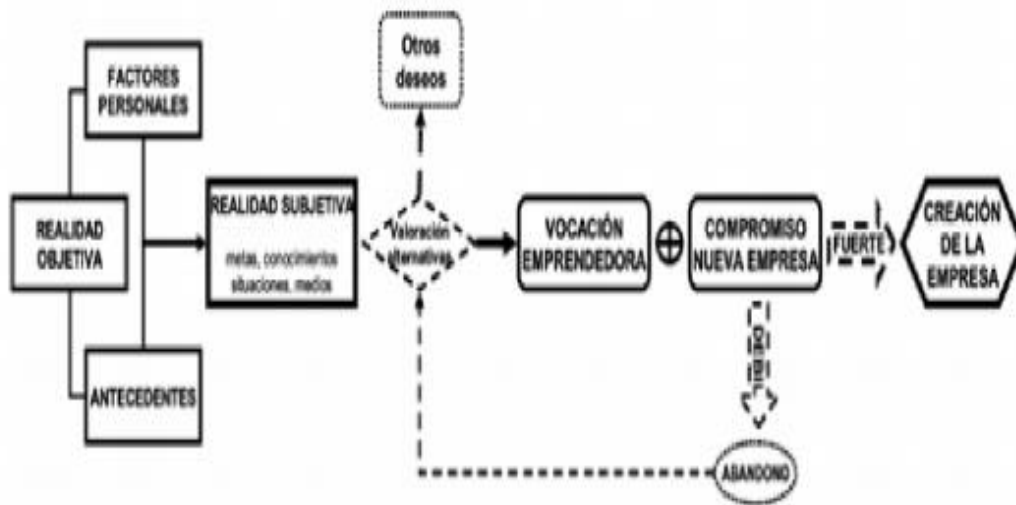 Otros
deseos
FACTORES
PERSONALES
REALIDAD
OBJETIVA
ANTECEDENTES
REALIDAD SUBJETIVA
metas, conocimientos
situaciones, medios
Valoración
alternativas
VOCACIÓN
EMPRENDEDORA
COMPROMISO
NUEVA EMPRESA
FUERTE
CREACIÓN
DE LA
EMPRESA
DEBIL
ABANDONO